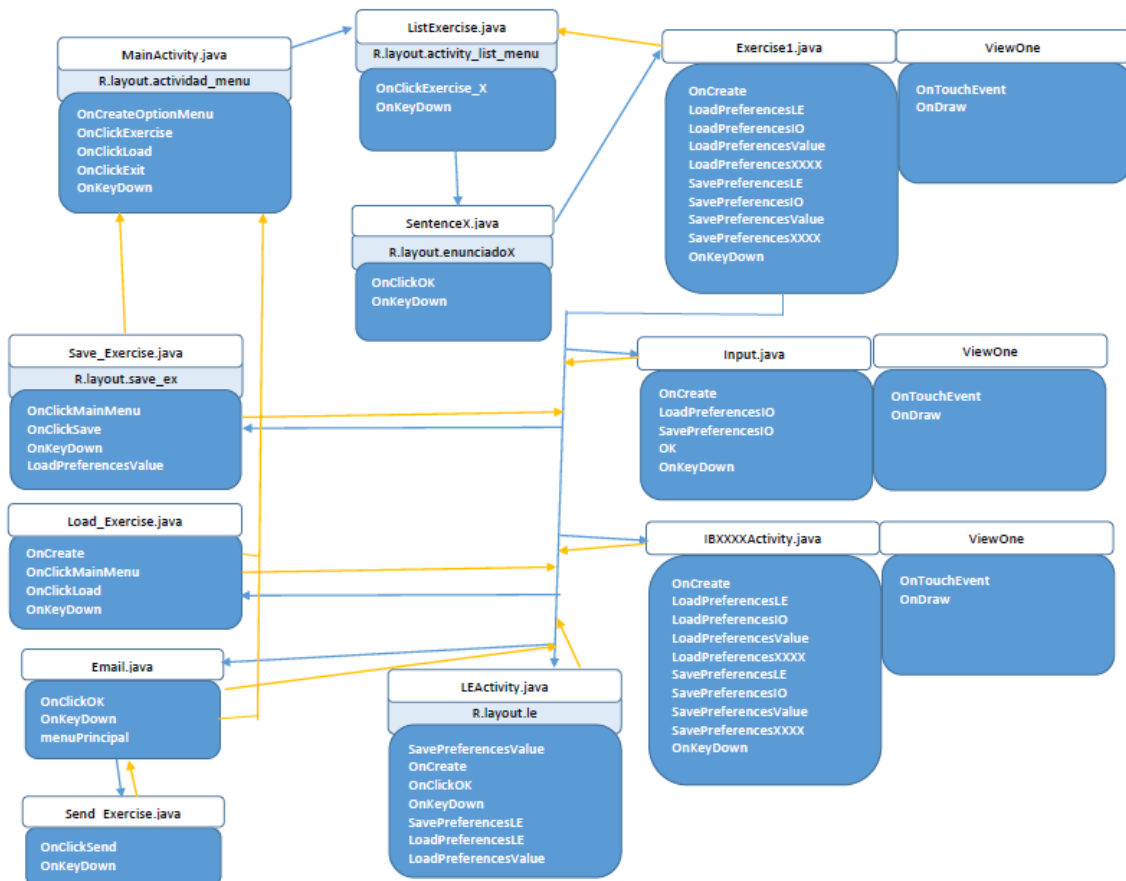 MainActivity.java
R.layout.actividad_menu
OnCreateOptionMenu
OnClickExercise
OnClickLoad
OnClickExit
OnKeyDown
ListExercise.java
R.layout.activity_list_menu
OnClickExercise_X
OnKeyDown
Exercise1.java
OnCreate
LoadPreferencesLE
LoadPreferencesIO
LoadPreferencesValue
LoadPreferencesXXXX
SavePreferencesLE
SavePreferencesIO
SavePreferencesValue
SavePreferencesXXXX
OnKeyDown
ViewOne
OnTouchEvent
OnDraw
SentenceX.java
R.layout.enunciadoX
OnClickOK
OnKeyDown
Save_Exercise.java
R.layout.save_ex
OnClickMainMenu
OnClickSave
OnKeyDown
LoadPreferencesValue
Input.java
OnCreate
LoadPreferencesIO
SavePreferencesIO
OK
OnKeyDown
ViewOne
OnTouchEvent
OnDraw
Load_Exercise.java
OnCreate
OnClickMainMenu
OnClickLoad
OnKeyDown
IBXXXXActivity.java
OnCreate
LoadPreferencesLE
LoadPreferencesIO
LoadPreferencesValue
LoadPreferencesXXXX
SavePreferencesLE
SavePreferencesIO
SavePreferencesValue
SavePreferencesXXXX
OnKeyDown
ViewOne
OnTouchEvent
OnDraw
Email.java
OnClickOK
OnKeyDown
menuPrincipal
LEActivity.java
R.layout.le
SavePreferencesValue
OnCreate
OnClickOK
OnKeyDown
SavePreferencesLE
LoadPreferencesLE
LoadPreferencesValue
Send_Exercise.java
OnClickSend
OnKeyDown